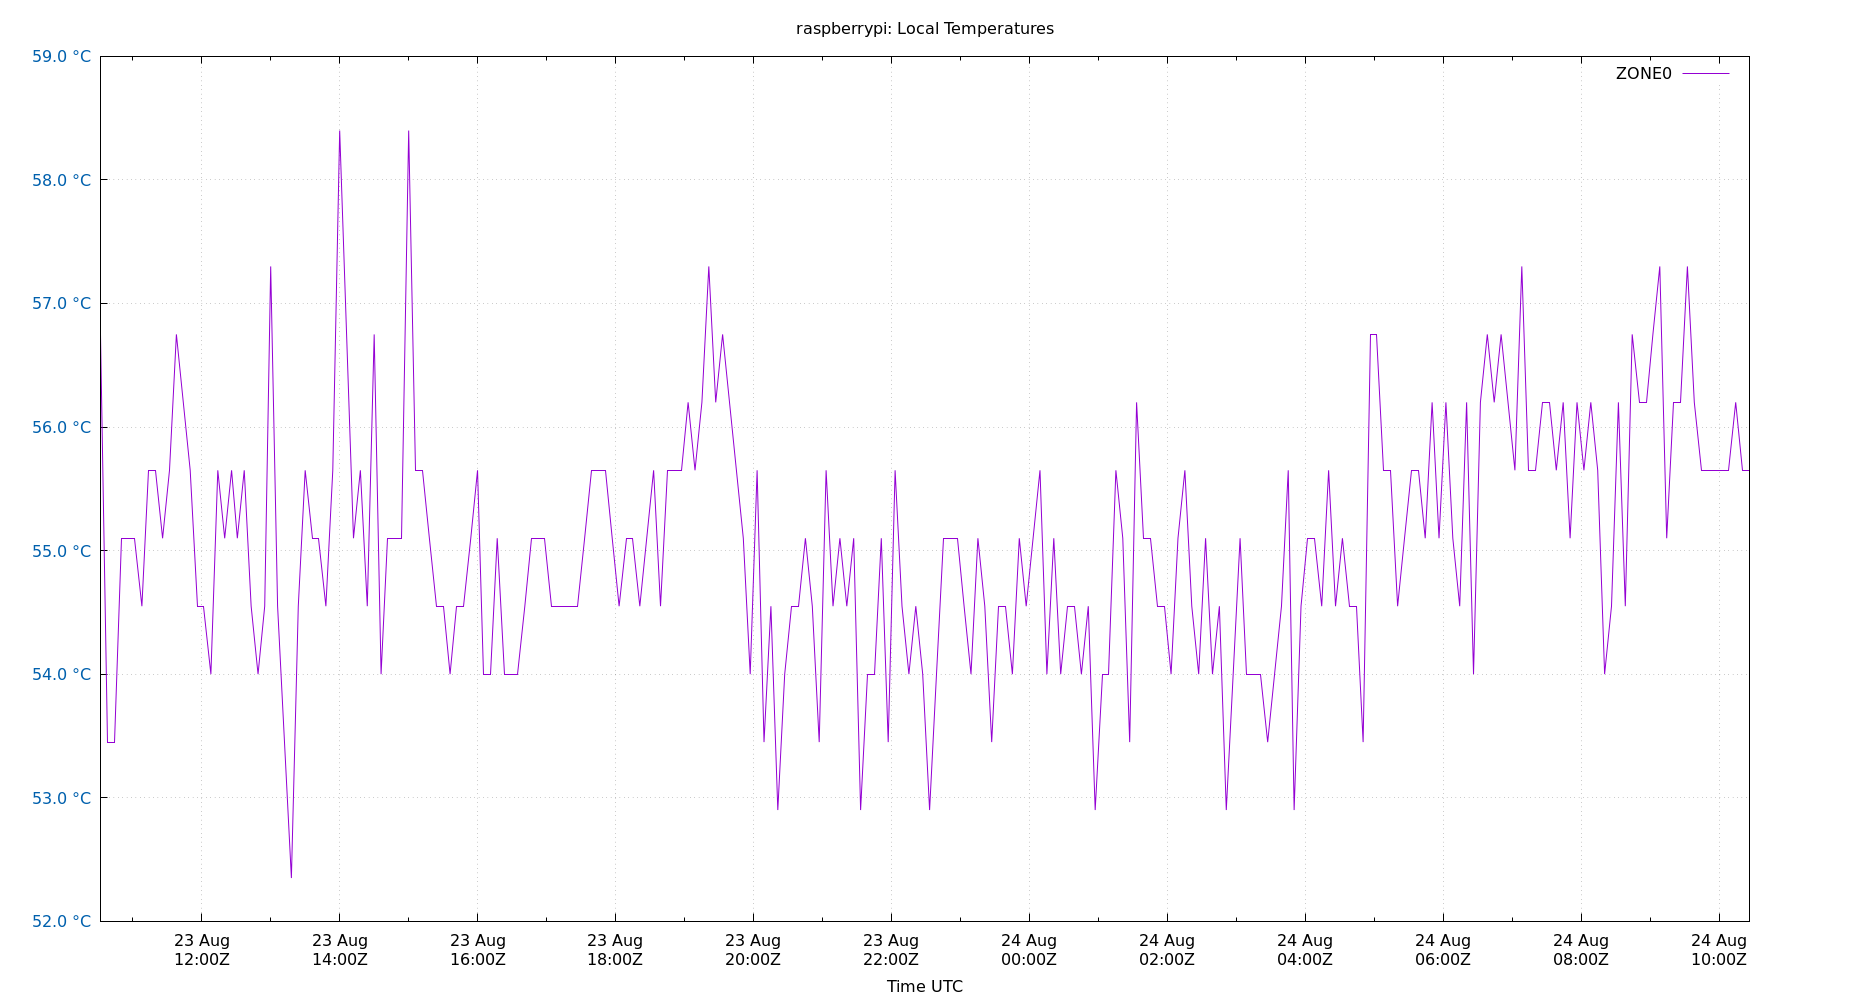 raspberrypi: Local Temperatures
59.0 °C
58.0 °C
57.0 °C
56.0 °C
55.0 °C
54.0 °C
53.0 °C
52.0 °C
ZONE0
23 Aug 23 Aug 23 Aug 23 Aug 23 Aug 23 Aug 24 Aug 24 Aug 24 Aug 24 Aug 24 Aug 24 Aug
12:00Z 14:00Z 16:00Z 18:00Z 20:00Z 22:00Z 00:00Z 02:00Z 04:00Z 06:00Z 08:00Z 10:00Z
Time UTC